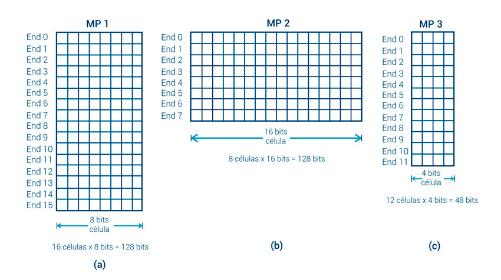 MP 1
End 0
End 1
End 2
End 3
End 4
End 5
End 6
End 7
End 8
End 9
End 10
End 11
End 12
End 13
End 14
End 15
8 bits
célula
16 células x 8 bits = 128 bits
(a)
MP 2
End 0
End 1
End 2
End 3
End 4
End 5
End 6
End 7
16 bits
célula
8 células x 16 bits = 128 bits
(b)
MP 3
End 0
End 1
End 2
End 3
End 4
End 5
End 6
End 7
End 8
End 9
End 10
End 11
4 bits
célula
12 células x 4 bits = 48 bits
(c)